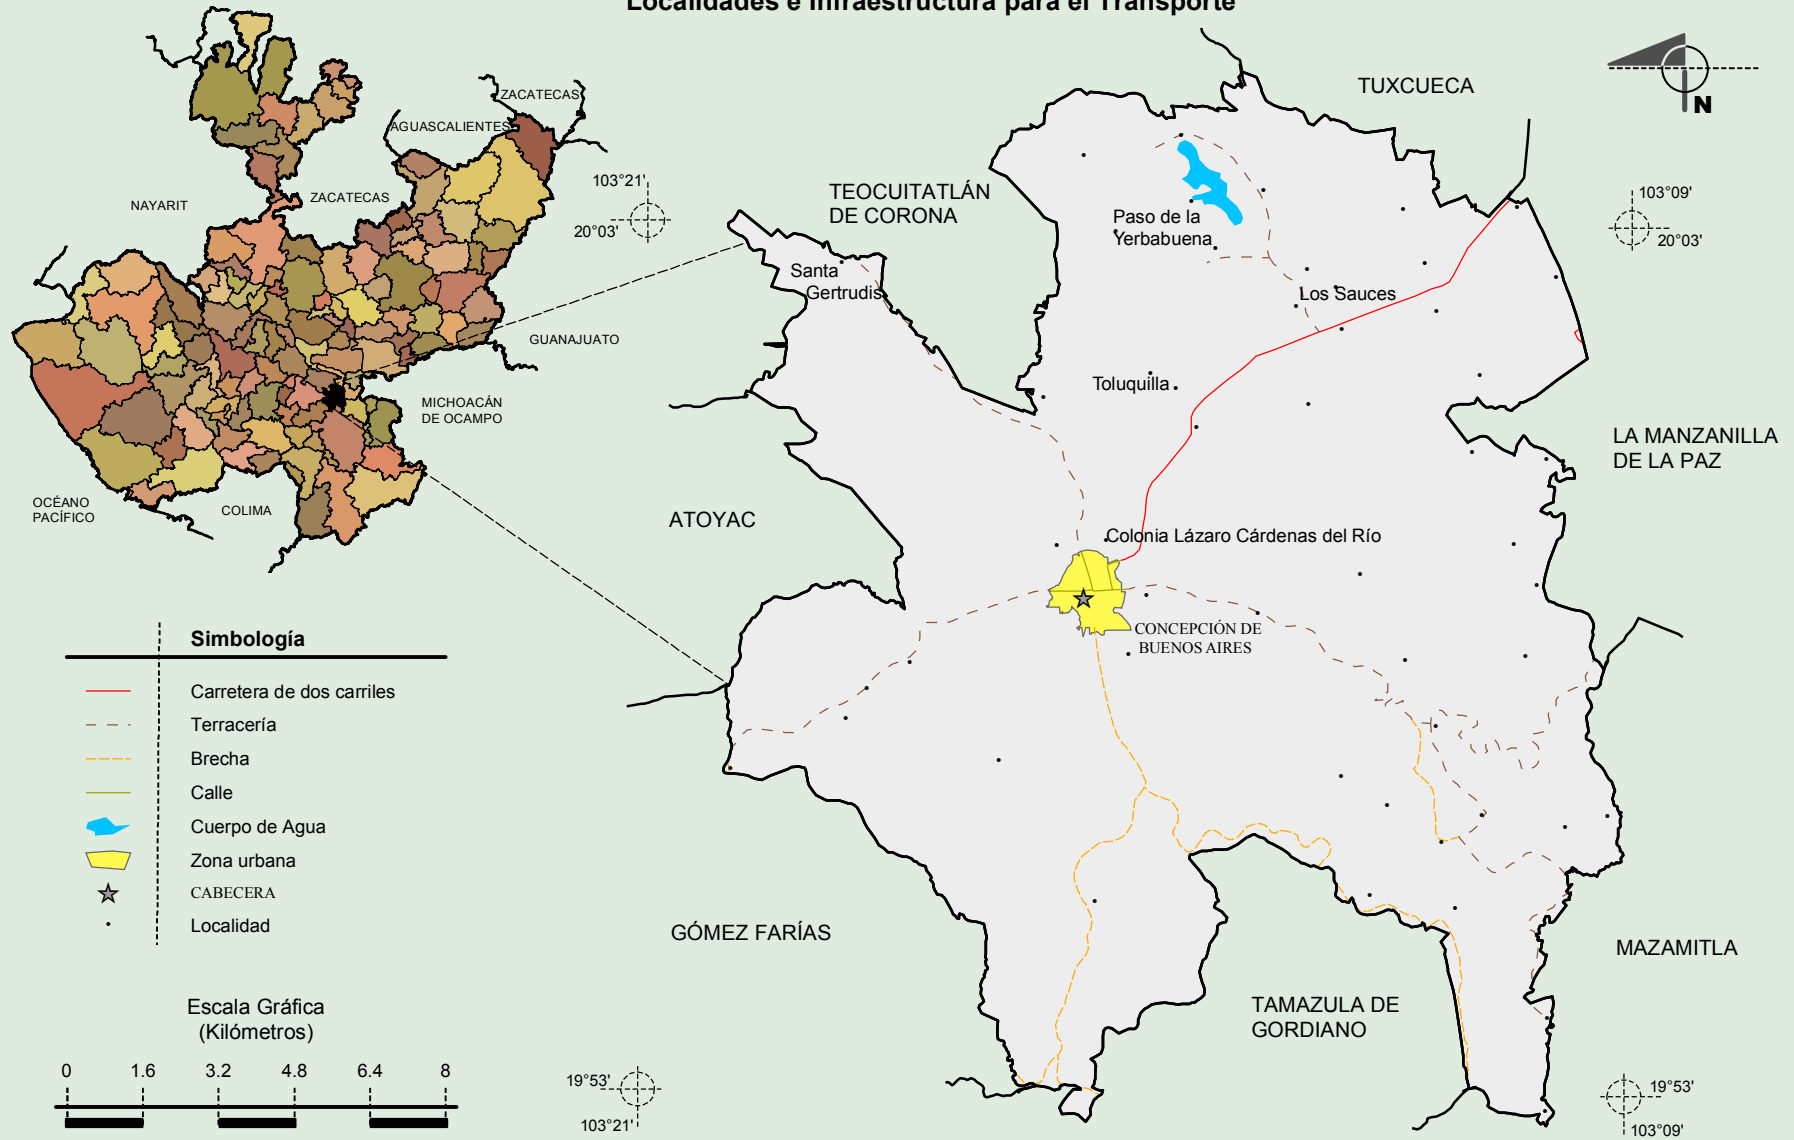 Localidades e Infraestructura para el Transporte
ZACATECAS
AGUASCALIENTES
NAYARIT
ZACATECAS
GUANAJUATO
MICHOACÁN
DE OCAMPO
OCÉANO
PACÍFICO
COLIMA
103°21'
20°03'
TUXCUECA
N
TEOCUITATLÁN
DE CORONA
103°09'
20°03'
Paso de la
Yerbabuena
Santa
Gertrudis
Los Sauces
Toluquilla
LA MANZANILLA
DE LA PAZ
ATOYAC
Colonia Lázaro Cárdenas del Río
CONCEPCIÓN DE
BUENOS AIRES
GÓMEZ FARÍAS
MAZAMITLA
TAMAZULA DE
GORDIANO
Simbología
Carretera de dos carriles
Terracería
Brecha
Calle
Cuerpo de Agua
Zona urbana
CABECERA
Localidad
Escala Gráfica
(Kilómetros)
0 1.6 3.2 4.8 6.4 8
19°53'
103°21'
19°53'
103°09'